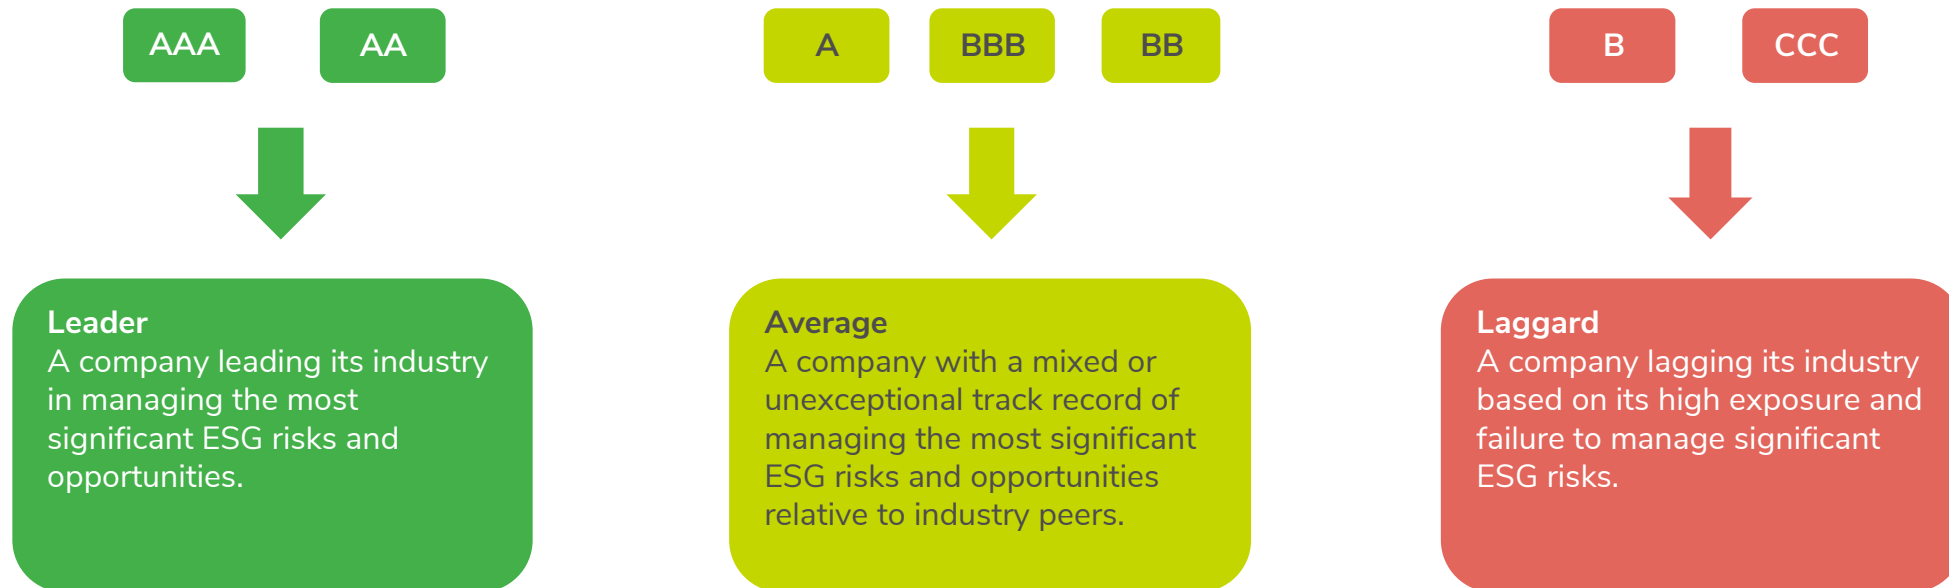 AAA
AA
A
BBB
BB
B
CCC
Leader
A company leading its industry
in managing the most
significant ESG risks and
opportunities.
Average
A company with a mixed or
unexceptional track record of
managing the most significant
ESG risks and opportunities
relative to industry peers.
Laggard
A company lagging its industry
based on its high exposure and
failure to manage significant
ESG risks.